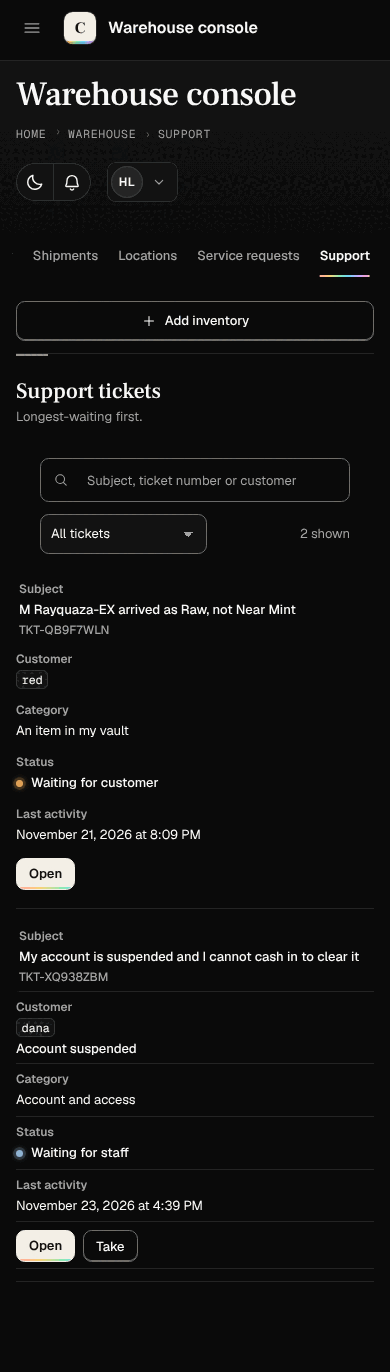 C Warehouse console
Warehouse console
HOME › WAREHOUSE › SUPPORT
HL
Shipments Locations Service requests Support
+ Add inventory
Support tickets
Longest-waiting first.
Subject, ticket number or customer
All tickets 2 shown
Subject
M Rayquaza-EX arrived as Raw, not Near Mint
TKT-QB9F7WLN
Customer
red
Category
An item in my vault
Status
Waiting for customer
Last activity
November 21, 2026 at 8:09 PM
Open
Subject
My account is suspended and I cannot cash in to clear it
TKT-XQ938ZBM
Customer
dana
Account suspended
Category
Account and access
Status
Waiting for staff
Last activity
November 23, 2026 at 4:39 PM
Open Take